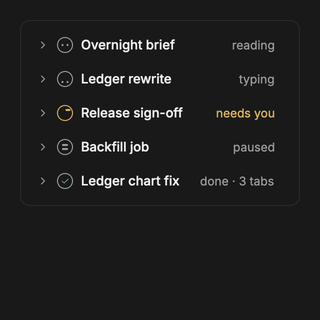 Overnight brief reading
Ledger rewrite typing
Release sign-off needs you
Backfill job paused
Ledger chart fix done · 3 tabs